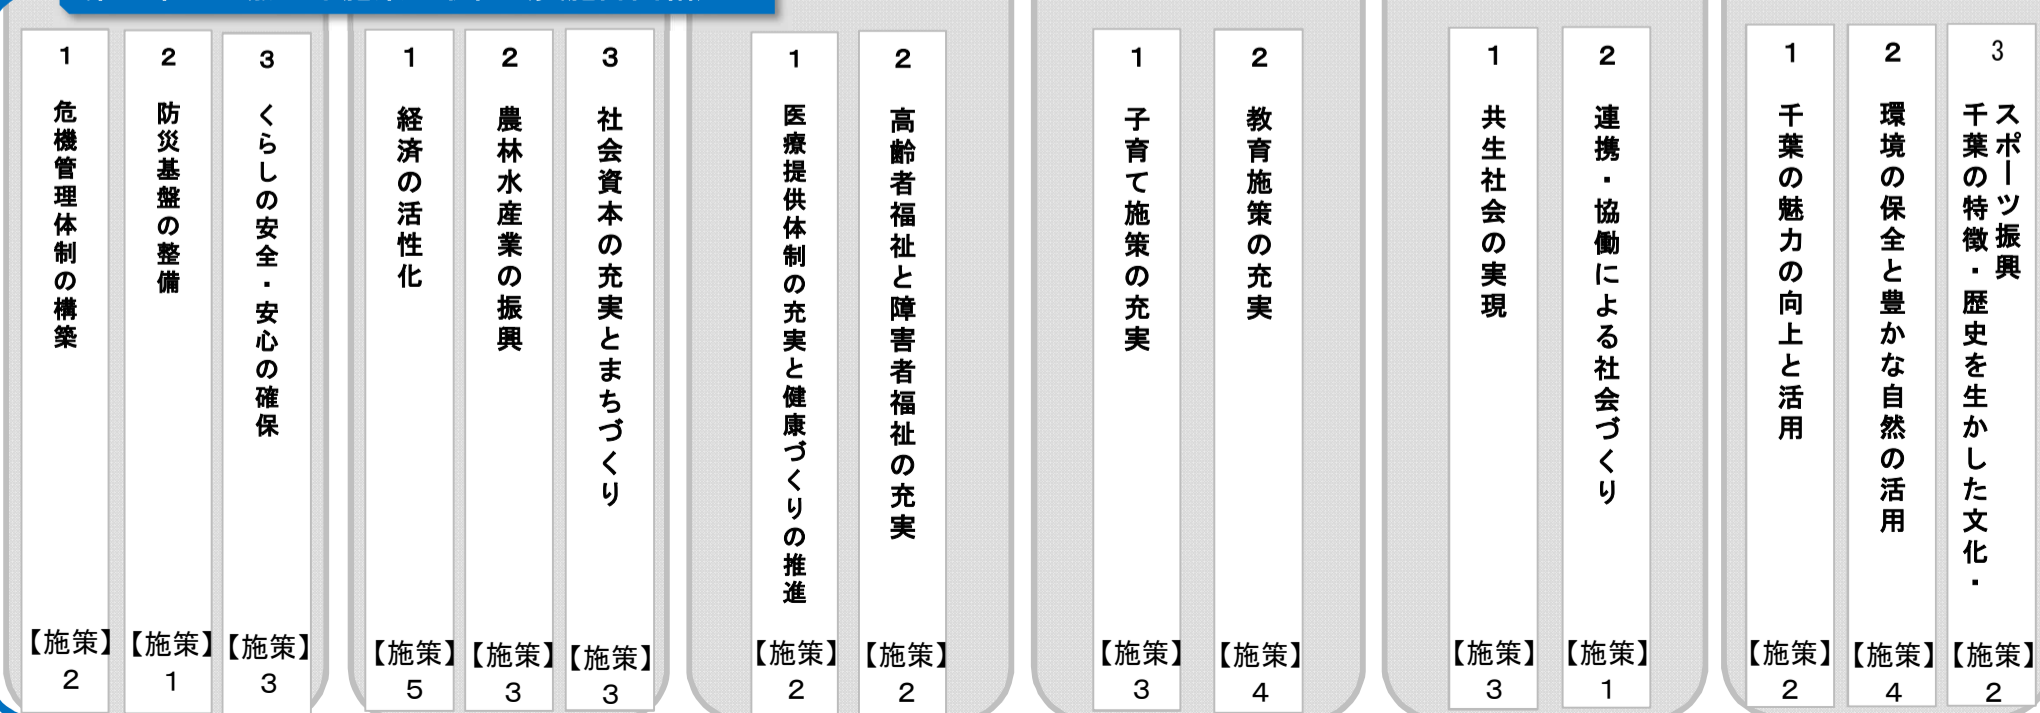 1 危機管理体制の構築
【施策】
2
2 防災基盤の整備
【施策】
1
3 くらしの安全・安心の確保
【施策】
3
1 経済の活性化
【施策】
5
2 農林水産業の振興
【施策】
3
3 社会資本の充実とまちづくり
【施策】
3
1 医療提供体制の充実と健康づくりの推進
【施策】
2
2 高齢者福祉と障害者福祉の充実
【施策】
2
1 子育て施策の充実
【施策】
3
2 教育施策の充実
【施策】
4
1 共生社会の実現
【施策】
3
2 連携・協働による社会づくり
【施策】
1
1 千葉の魅力の向上と活用
【施策】
2
2 環境の保全と豊かな自然の活用
【施策】
4
3 千葉の特徴・歴史を生かした文化・
スポーツ振興
【施策】
2